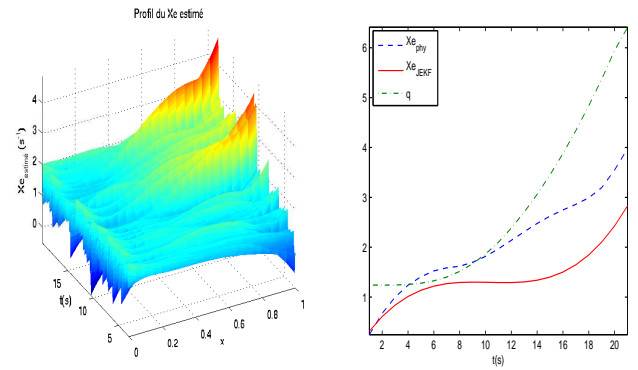 Profil du Xe estimé
Xe estimé (s⁻¹)
4
3
2
1
0
15
10
5
t(s)
0
0.2
0.4
0.6
0.8
1
x
Xe_phy
Xe_JEKF
q
6
5
4
3
2
1
2 4 6 8 10 12 14 16 18 20
t(s)